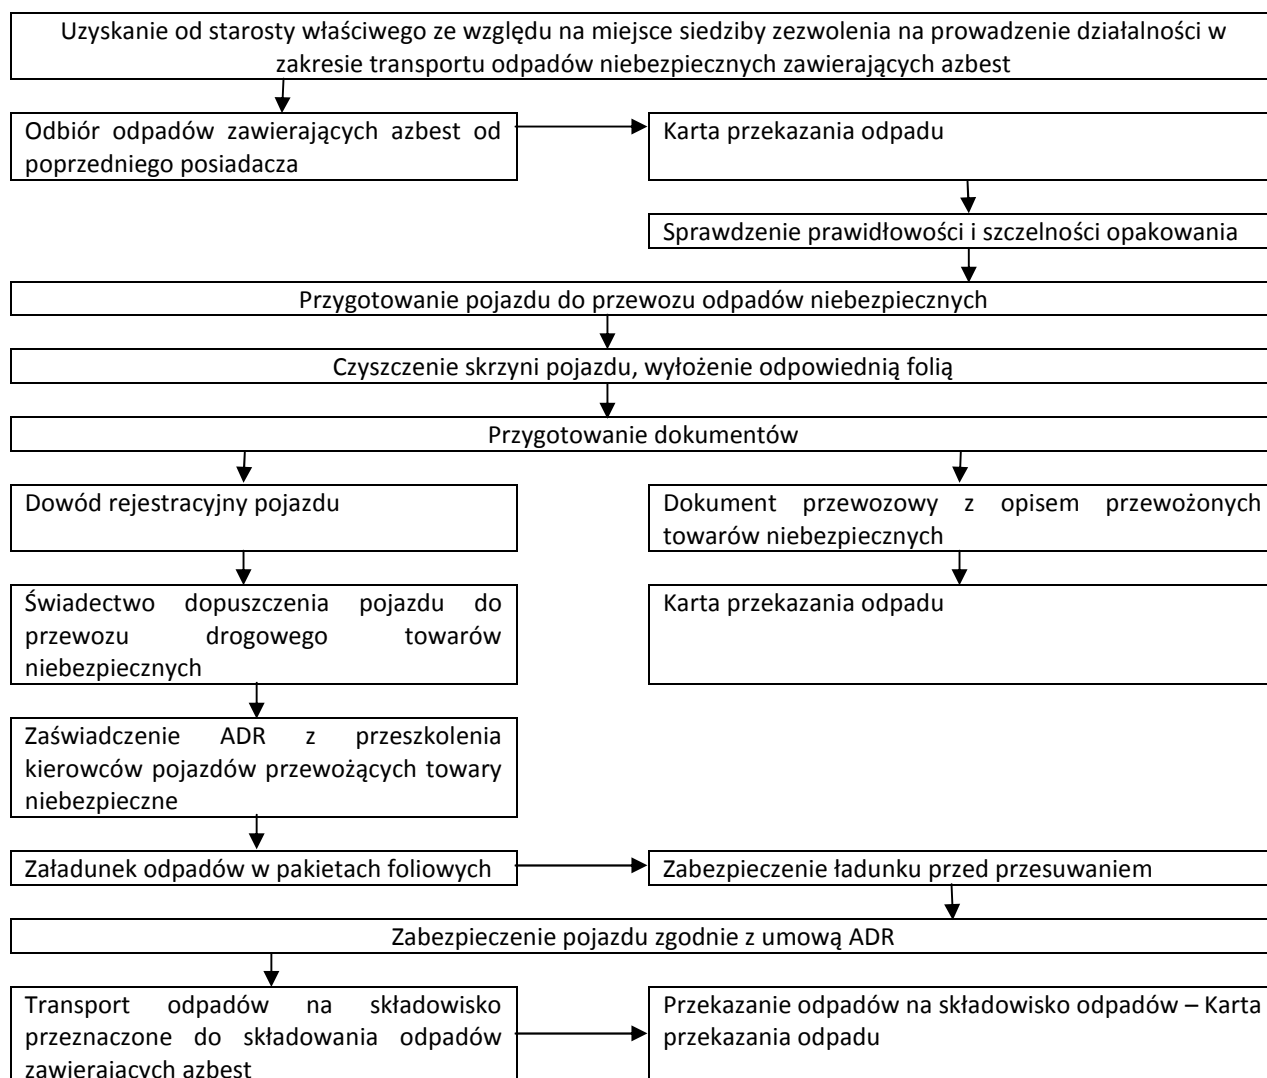 Uzyskanie od starosty właściwego ze względu na miejsce siedziby zezwolenia na prowadzenie działalności w
zakresie transportu odpadów niebezpiecznych zawierających azbest
Odbiór odpadów zawierających azbest od
poprzedniego posiadacza
Karta przekazania odpadu
Sprawdzenie prawidłowości i szczelności opakowania
Przygotowanie pojazdu do przewozu odpadów niebezpiecznych
Czyszczenie skrzyni pojazdu, wyłożenie odpowiednią folią
Przygotowanie dokumentów
Dowód rejestracyjny pojazdu
Dokument przewozowy z opisem przewożonych
towarów niebezpiecznych
Świadectwo dopuszczenia pojazdu do
przewozu drogowego towarów
niebezpiecznych
Karta przekazania odpadu
Zaświadczenie ADR z przeszkolenia
kierowców pojazdów przewożących towary
niebezpieczne
Załadunek odpadów w pakietach foliowych
Zabezpieczenie ładunku przed przesuwaniem
Zabezpieczenie pojazdu zgodnie z umową ADR
Transport odpadów na składowisko
przeznaczone do składowania odpadów
zawierających azbest
Przekazanie odpadów na składowisko odpadów – Karta
przekazania odpadu